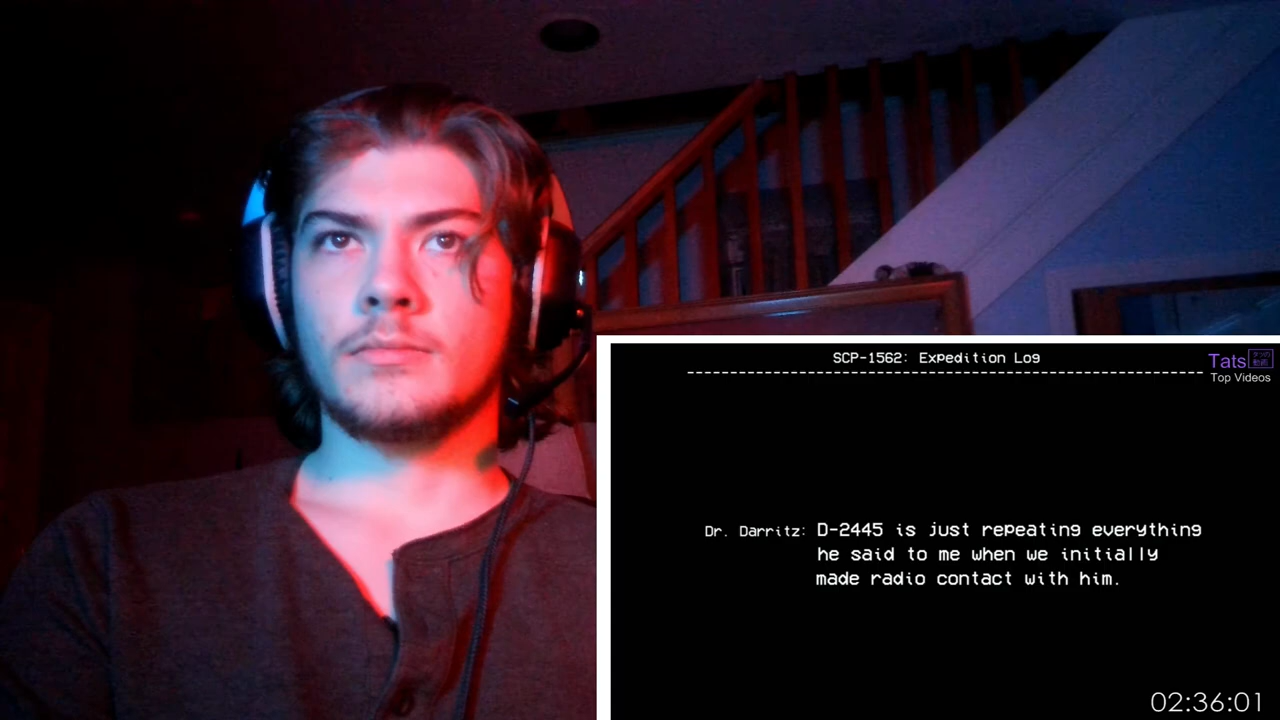 SCP-1562: Expedition Log
Tats
Top Videos
Dr. Darritz: D-2445 is just repeating everything
he said to me when we initially
made radio contact with him.
02:36:01